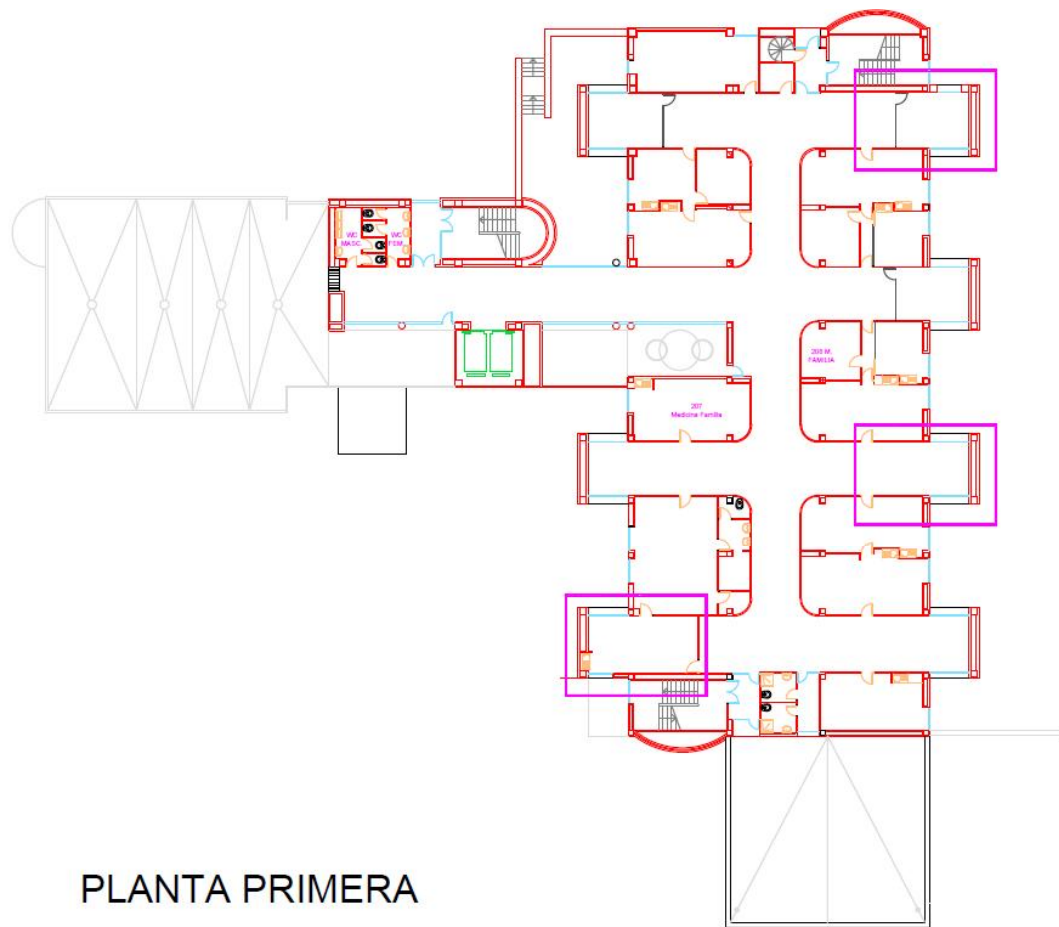 WC
MASC.
WC
FEM.
208 M.
FAMILIA
207
Medicina Familia
PLANTA PRIMERA